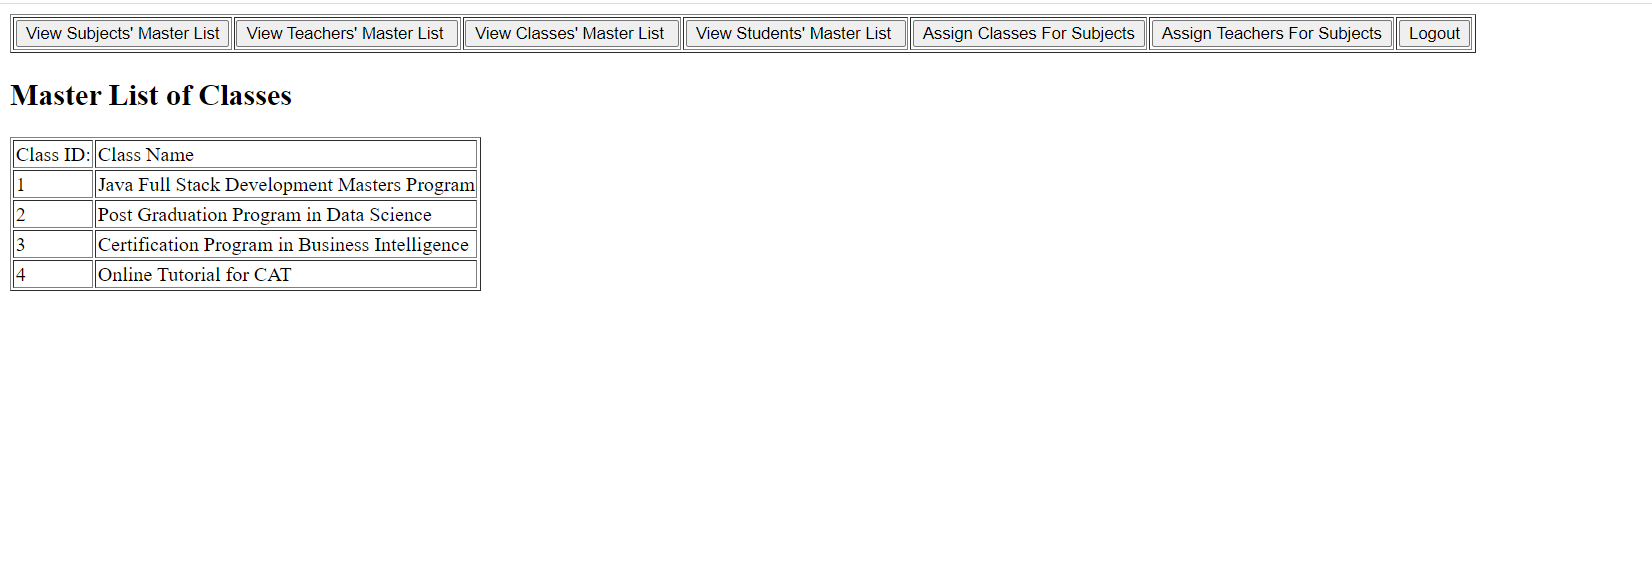 View Subjects' Master List View Teachers' Master List View Classes' Master List View Students' Master List Assign Classes For Subjects Assign Teachers For Subjects Logout
Master List of Classes
Class ID: Class Name
1 Java Full Stack Development Masters Program
2 Post Graduation Program in Data Science
3 Certification Program in Business Intelligence
4 Online Tutorial for CAT